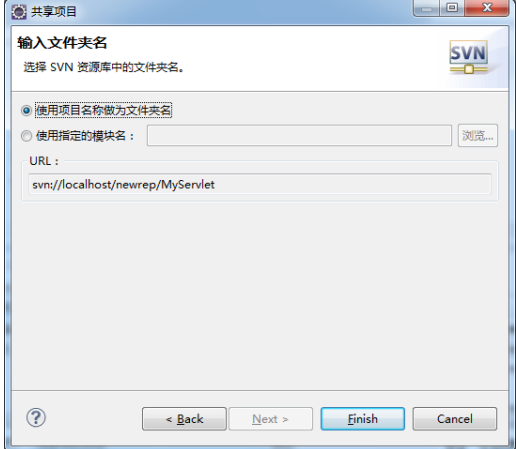 共享项目
输入文件夹名
选择 SVN 资源库中的文件夹名。
SVN
使用项目名称做为文件夹名
使用指定的模块名：
浏览...
URL：
svn://localhost/newrep/MyServlet
?
< Back
Next >
Finish
Cancel